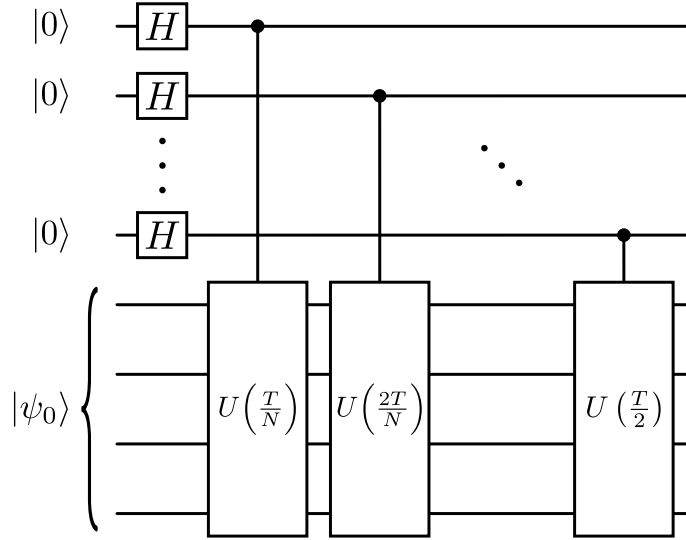 |0⟩ H
|0⟩ H
|0⟩ H
|ψ₀⟩ U(T/N) U(2T/N) U(T/2)